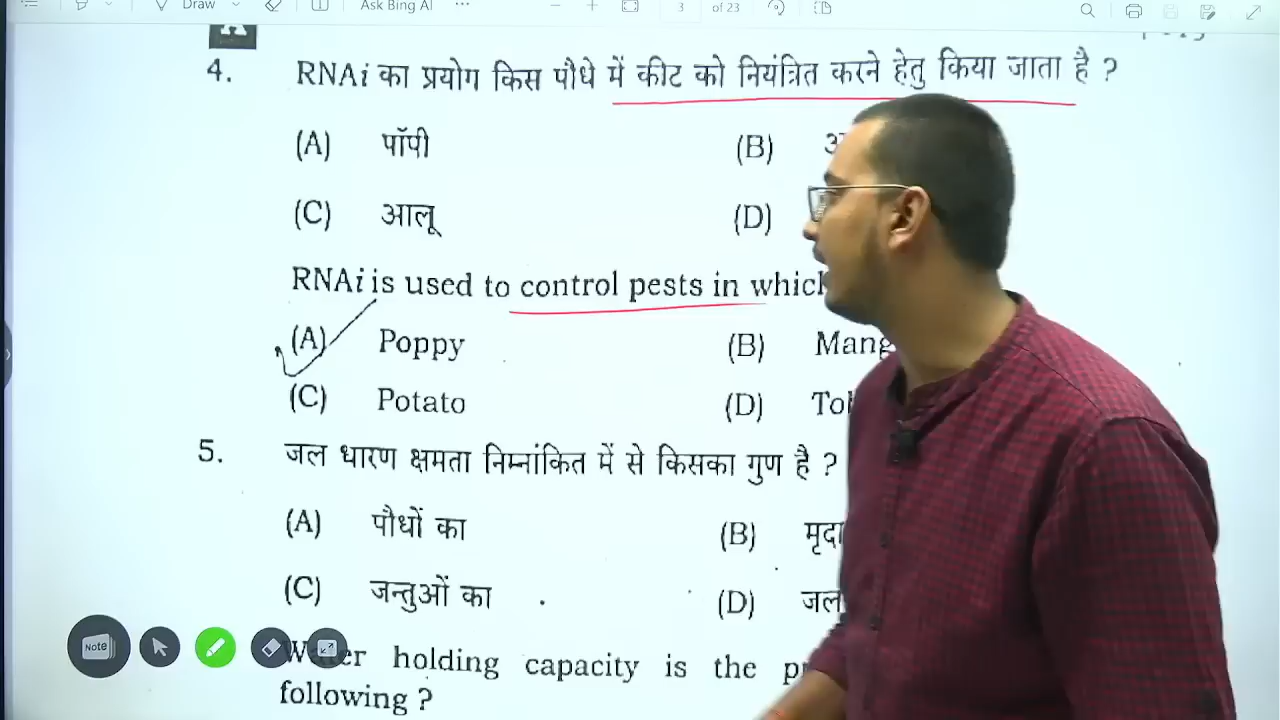 Draw
Ask Bing AI
3 of 23
4. RNAi का प्रयोग किस पौधे में कीट को नियंत्रित करने हेतु किया जाता है ?
(A) पॉपी (B)
(C) आलू (D)
RNAi is used to control pests in which
(A) Poppy (B) Mang
(C) Potato (D)
5. जल धारण क्षमता निम्नांकित में से किसका गुण है ?
(A) पौधों का (B) मृदा
(C) जन्तुओं का (D) जल
Note
Water holding capacity is the
following ?